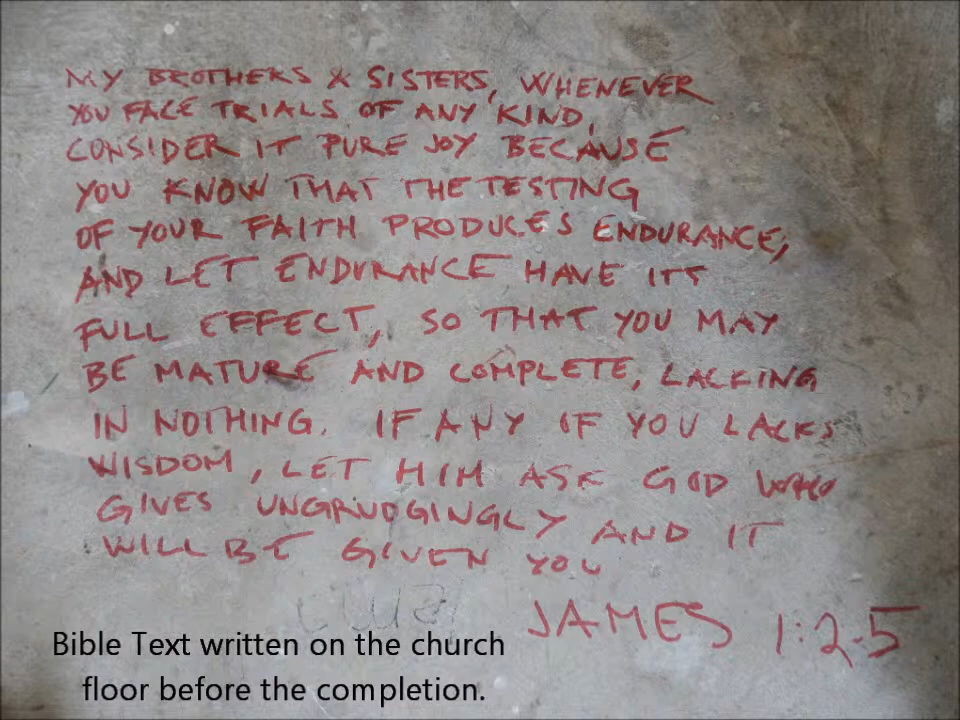 MY BROTHERS & SISTERS, WHENEVER
YOU FACE TRIALS OF ANY KIND,
CONSIDER IT PURE JOY BECAUSE
YOU KNOW THAT THE TESTING
OF YOUR FAITH PRODUCES ENDURANCE,
AND LET ENDURANCE HAVE ITS
FULL EFFECT, SO THAT YOU MAY
BE MATURE AND COMPLETE, LACKING
IN NOTHING. IF ANY IF YOU LACKS
WISDOM, LET HIM ASK GOD WHO
GIVES UNGRUDGINGLY AND IT
WILL BE GIVEN YOU
JAMES 1:2-5
Bible Text written on the church
floor before the completion.